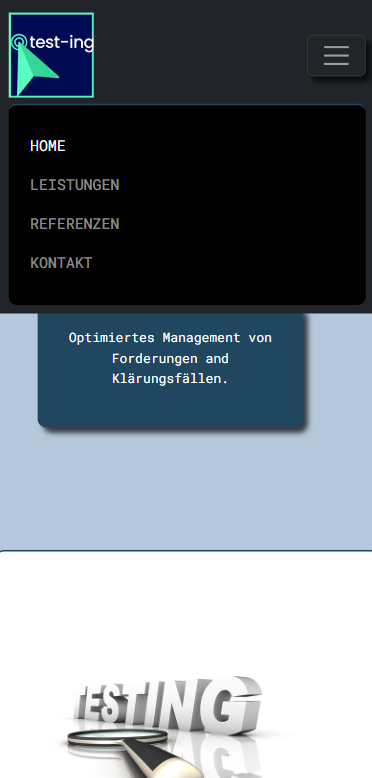 test-ing
HOME
LEISTUNGEN
REFERENZEN
KONTAKT
Optimiertes Management von
Forderungen and
Klärungsfällen.
TESTING